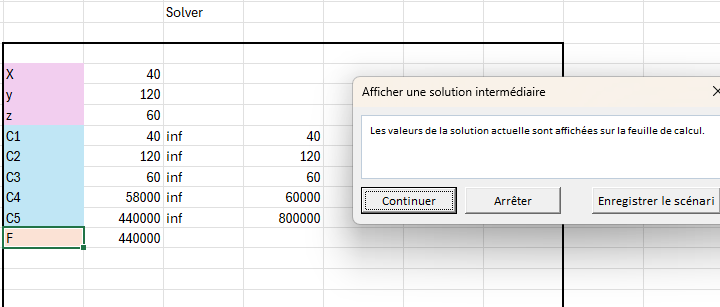 Solver
X 40
y 120
z 60
C1 40 inf 40
C2 120 inf 120
C3 60 inf 60
C4 58000 inf 60000
C5 440000 inf 800000
F 440000
Afficher une solution intermédiaire
Les valeurs de la solution actuelle sont affichées sur la feuille de calcul.
Continuer Arrêter Enregistrer le scénari